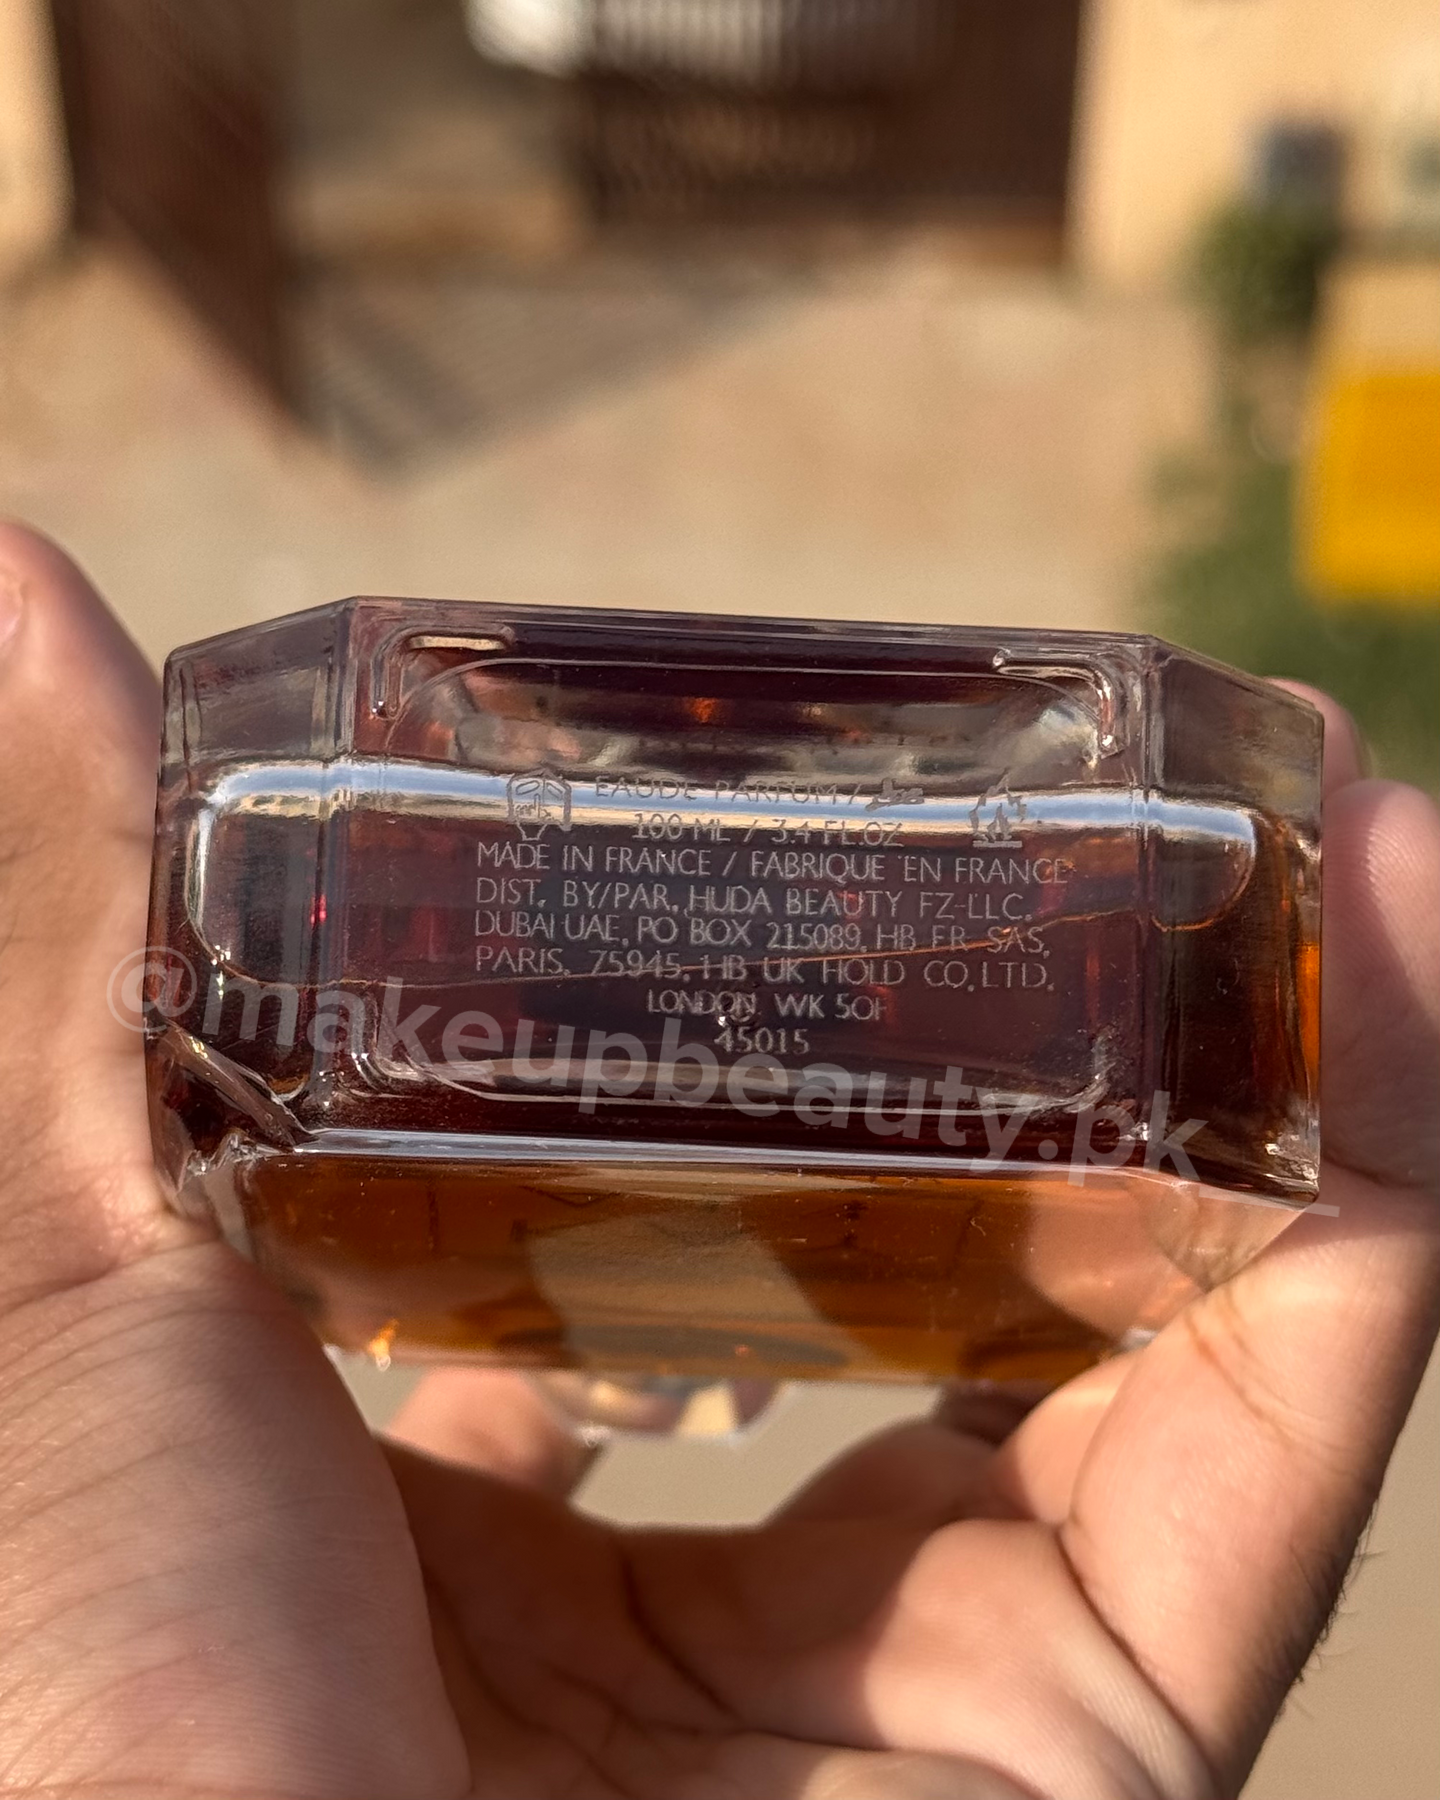 EAU DE PARFUM /
100 ML / 3.4 FL.OZ
MADE IN FRANCE / FABRIQUE EN FRANCE
DIST. BY/PAR. HUDA BEAUTY FZ-LLC.
DUBAI UAE, PO BOX 215089, HB FR SAS,
PARIS, 75945, HB UK HOLD CO,LTD.
LONDON WK
45015
@makeupbeauty.pk__